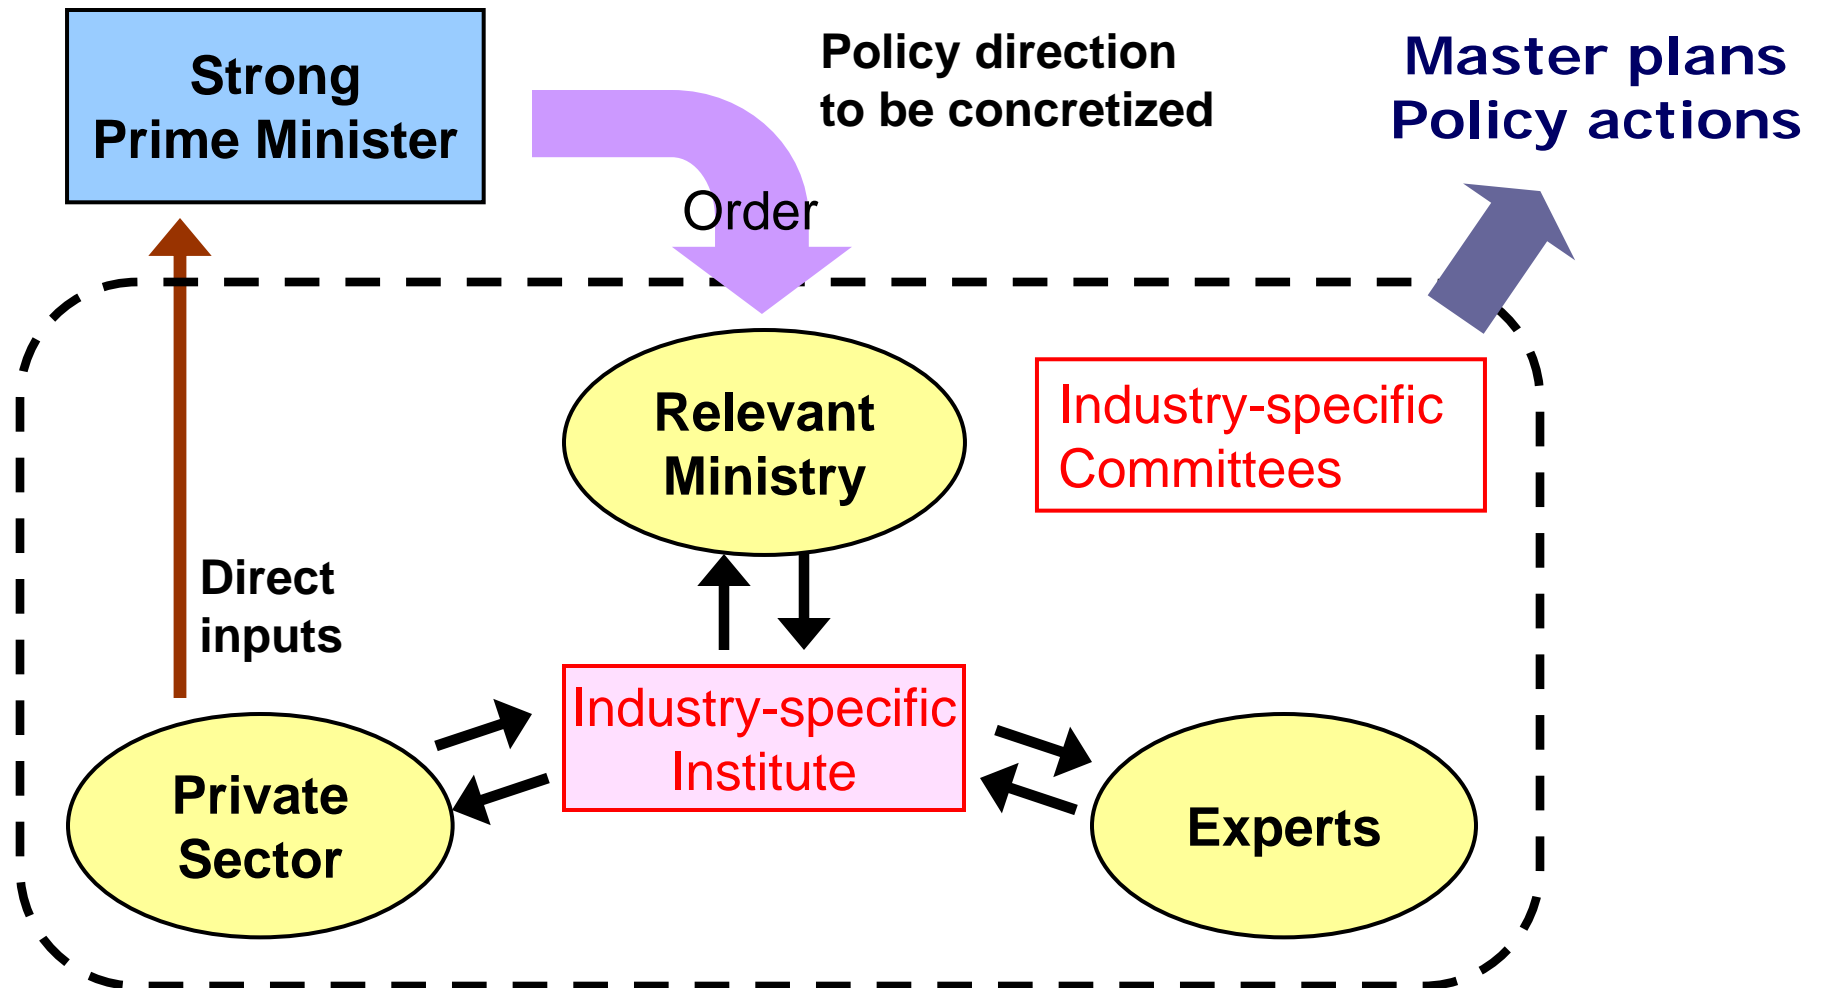 Strong
Prime Minister
Policy direction
to be concretized
Master plans
Policy actions
Order
Relevant
Ministry
Industry-specific
Committees
Direct
inputs
Industry-specific
Institute
Private
Sector
Experts